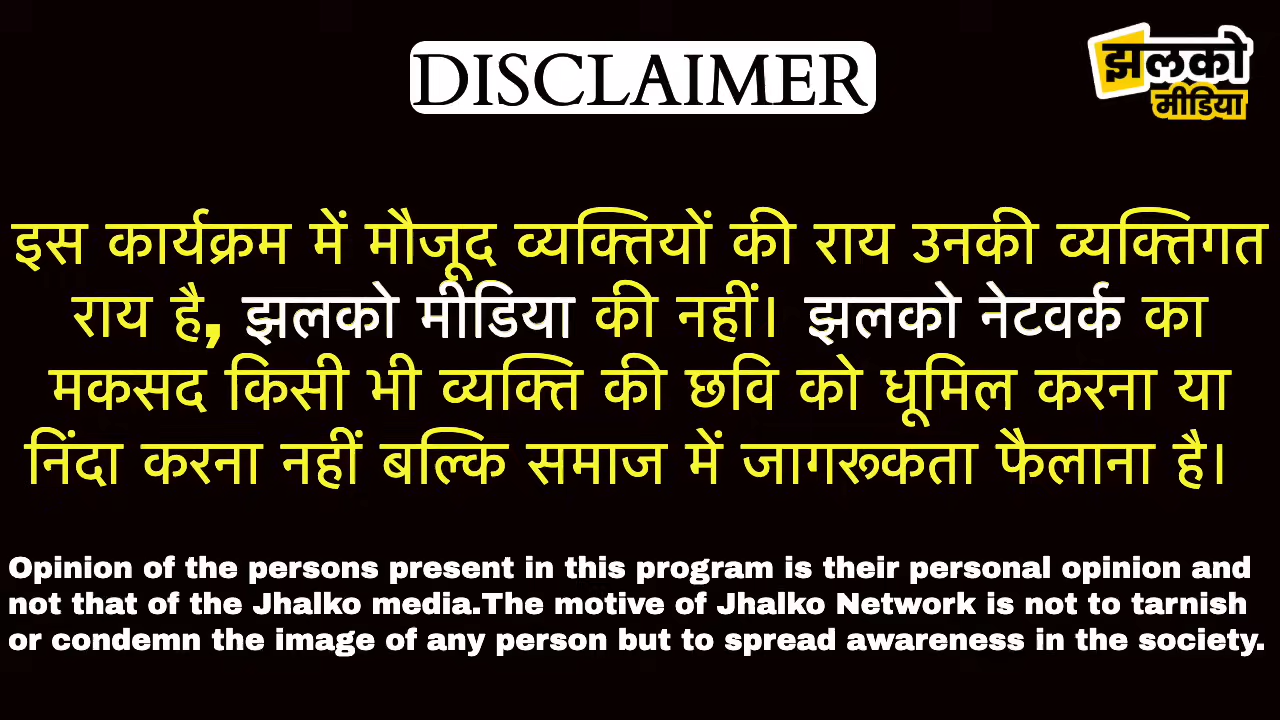 DISCLAIMER
झलको
मीडिया
इस कार्यक्रम में मौजूद व्यक्तियों की राय उनकी व्यक्तिगत
राय है, झलको मीडिया की नहीं। झलको नेटवर्क का
मकसद किसी भी व्यक्ति की छवि को धूमिल करना या
निंदा करना नहीं बल्कि समाज में जागरूकता फैलाना है।
Opinion of the persons present in this program is their personal opinion and
not that of the Jhalko media.The motive of Jhalko Network is not to tarnish
or condemn the image of any person but to spread awareness in the society.